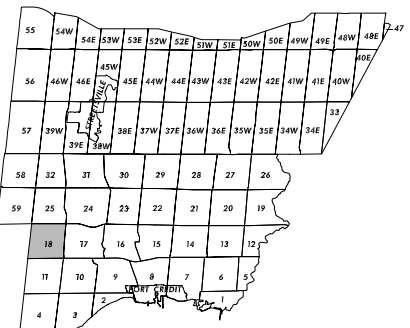 55 54W 54E 53W 53E 52W 52E 51W 51E 50W 50E 49W 49E 48W 48E 47
45W 40E
56 46W 46E 45E 44W 44E 43W 43E 42W 42E 41W 41E 40W
STREETSVILLE
33
57 39W 38E 37W 37E 36W 36E 35W 35E 34W 34E
39E 38W
58 32 31 30 29 28 27 26
59 25 24 23 22 21 20 19
18 17 16 15 14 13 12
11 10 9 8 7 6 5
PORT CREDIT
4 3 2 1